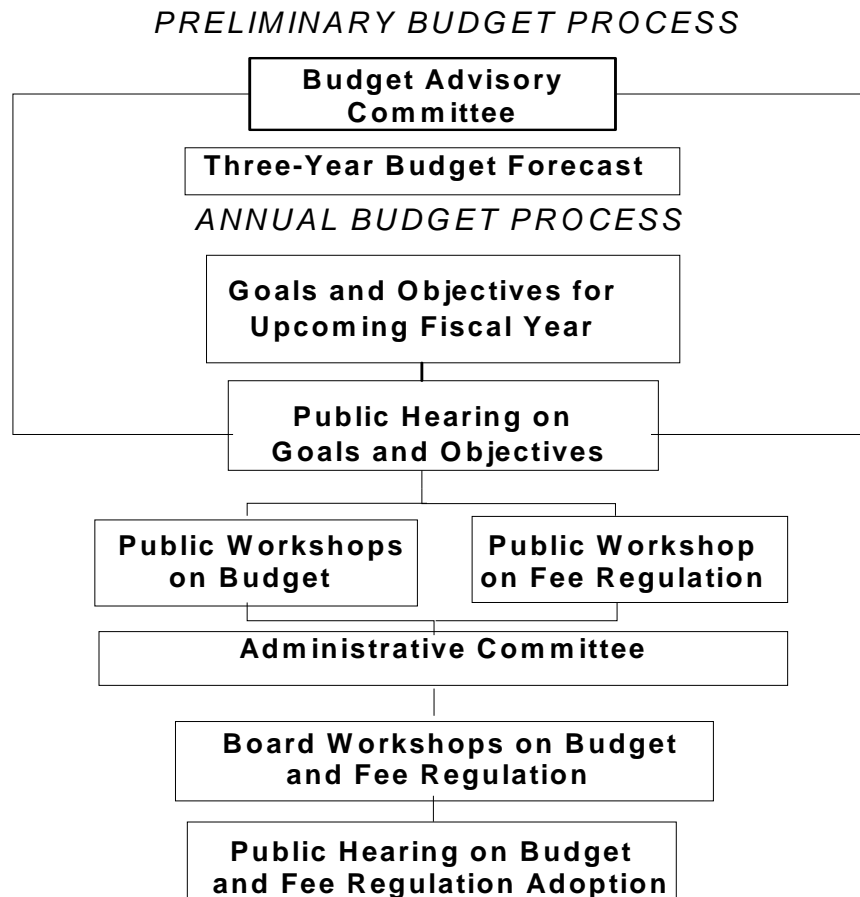 PRELIMINARY BUDGET PROCESS
Budget Advisory
Committee
Three-Year Budget Forecast
ANNUAL BUDGET PROCESS
Goals and Objectives for
Upcoming Fiscal Year
Public Hearing on
Goals and Objectives
Public Workshops
on Budget
Public Workshop
on Fee Regulation
Administrative Committee
Board Workshops on Budget
and Fee Regulation
Public Hearing on Budget
and Fee Regulation Adoption